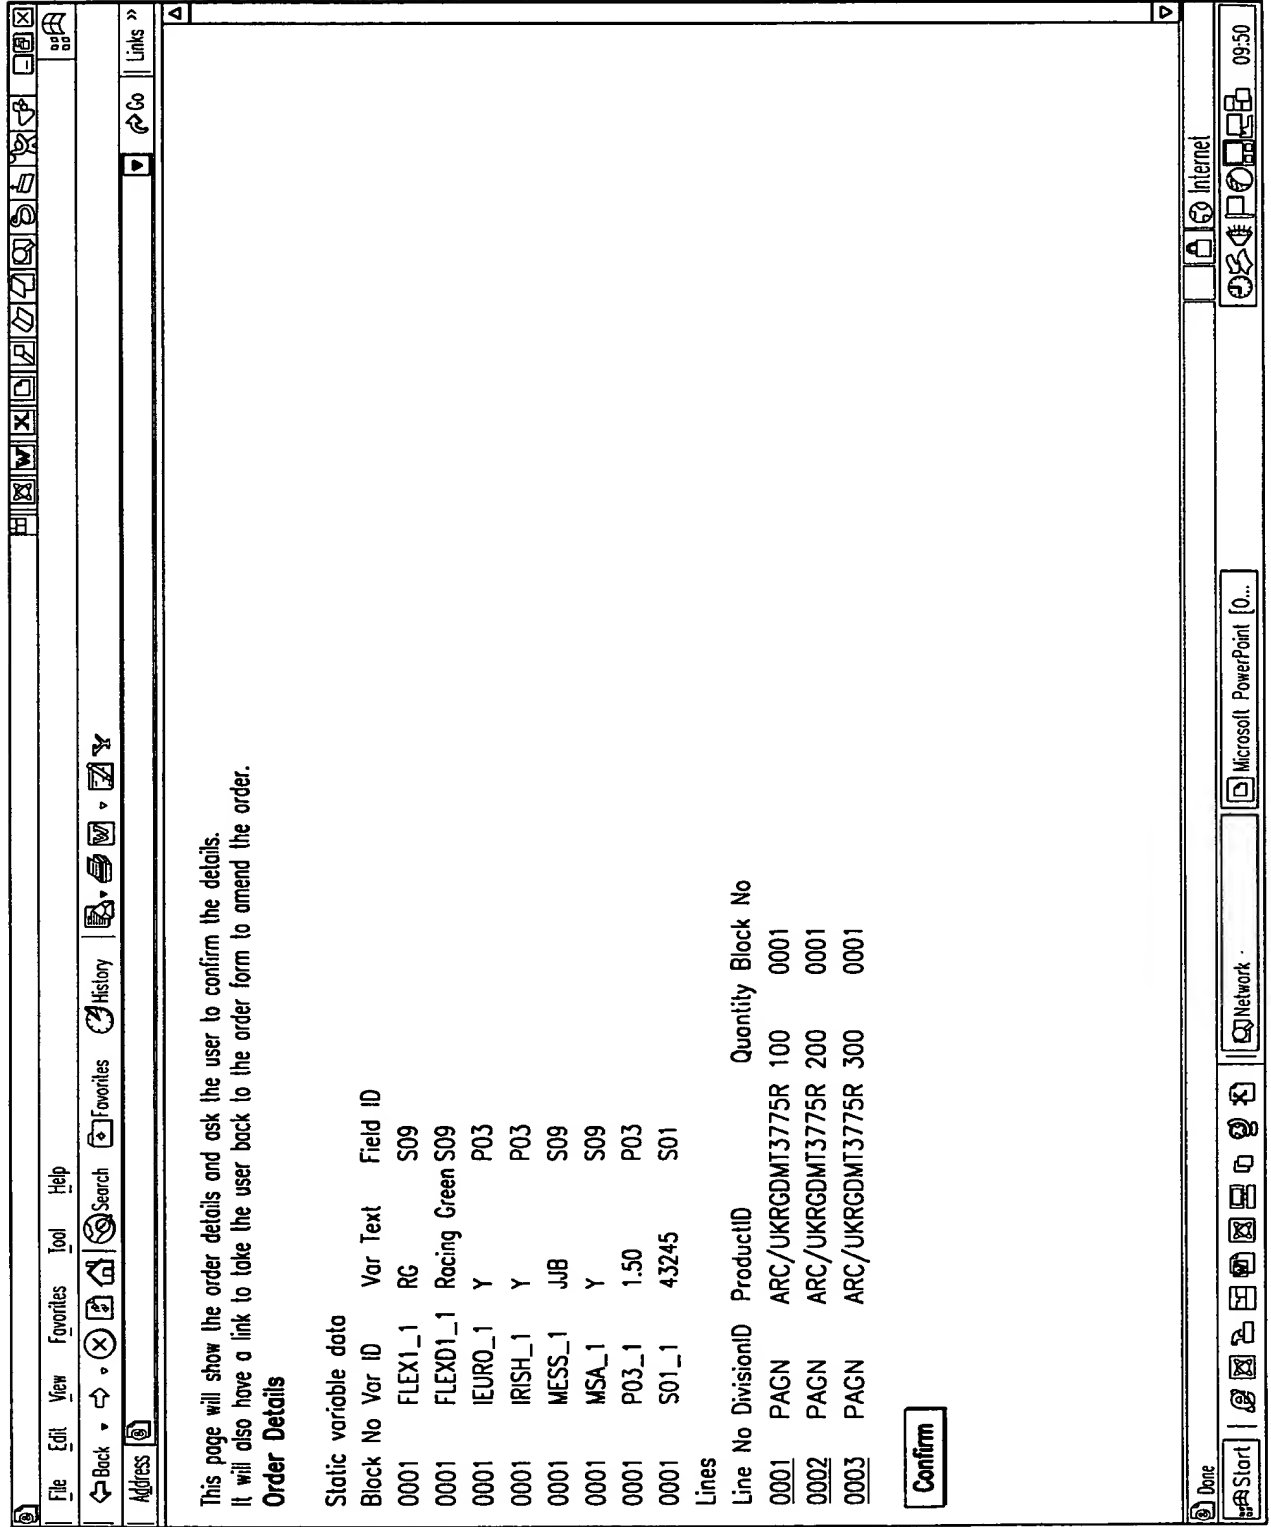 File Edit View Favorites Tool Help
Back Search Favorites History
Address Go Links »
This page will show the order details and ask the user to confirm the details.
It will also have a link to take the user back to the order form to amend the order.
Order Details
Static variable data
Block No Var ID Var Text Field ID
0001 FLEX1_1 RG S09
0001 FLEXD1_1 Racing Green S09
0001 IEURO_1 Y P03
0001 IRISH_1 Y P03
0001 MESS_1 JJB S09
0001 MSA_1 Y S09
0001 P03_1 1.50 P03
0001 S01_1 43245 S01
Lines
Line No DivisionID ProductID Quantity Block No
0001 PAGN ARC/UKRGDMT3775R 100 0001
0002 PAGN ARC/UKRGDMT3775R 200 0001
0003 PAGN ARC/UKRGDMT3775R 300 0001
Confirm
Done Internet
Start Network · Microsoft PowerPoint [O... 09:50